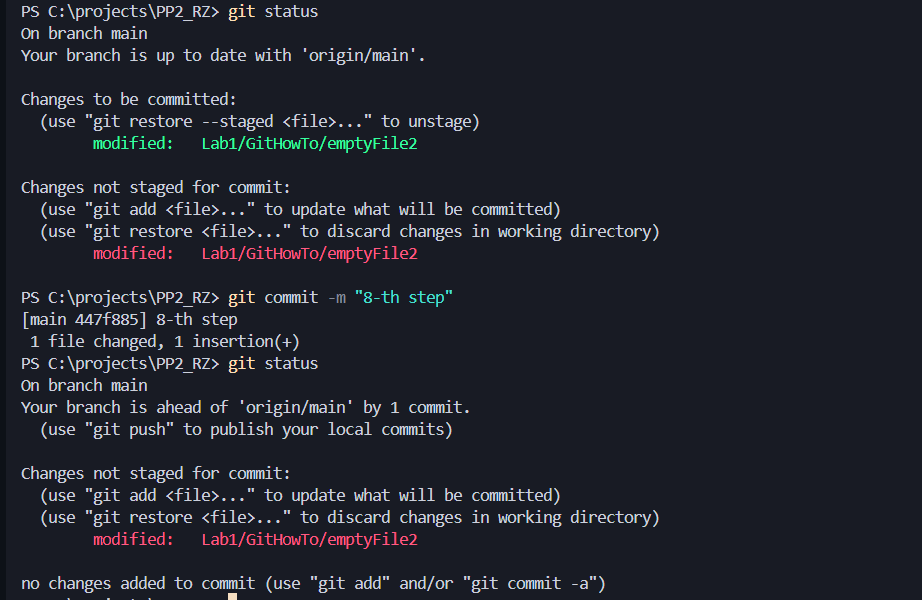 PS C:\projects\PP2_RZ> git status
On branch main
Your branch is up to date with 'origin/main'.
Changes to be committed:
  (use "git restore --staged <file>..." to unstage)
        modified:   Lab1/GitHowTo/emptyFile2
Changes not staged for commit:
  (use "git add <file>..." to update what will be committed)
  (use "git restore <file>..." to discard changes in working directory)
        modified:   Lab1/GitHowTo/emptyFile2
PS C:\projects\PP2_RZ> git commit -m "8-th step"
[main 447f885] 8-th step
 1 file changed, 1 insertion(+)
PS C:\projects\PP2_RZ> git status
On branch main
Your branch is ahead of 'origin/main' by 1 commit.
  (use "git push" to publish your local commits)
Changes not staged for commit:
  (use "git add <file>..." to update what will be committed)
  (use "git restore <file>..." to discard changes in working directory)
        modified:   Lab1/GitHowTo/emptyFile2
no changes added to commit (use "git add" and/or "git commit -a")